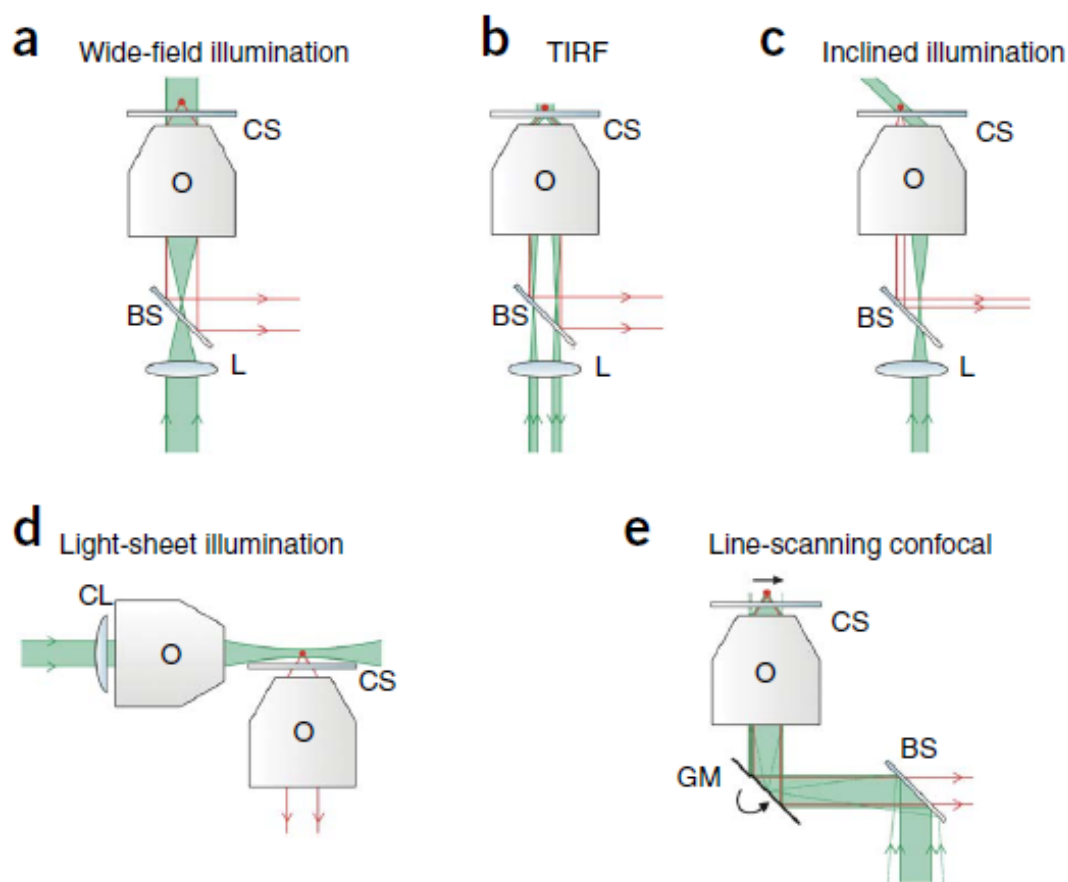 a
Wide-field illumination
CS
O
BS
L
b
TIRF
CS
O
BS
L
c
Inclined illumination
CS
O
BS
L
d
Light-sheet illumination
CL
O
CS
O
e
Line-scanning confocal
CS
O
GM
BS